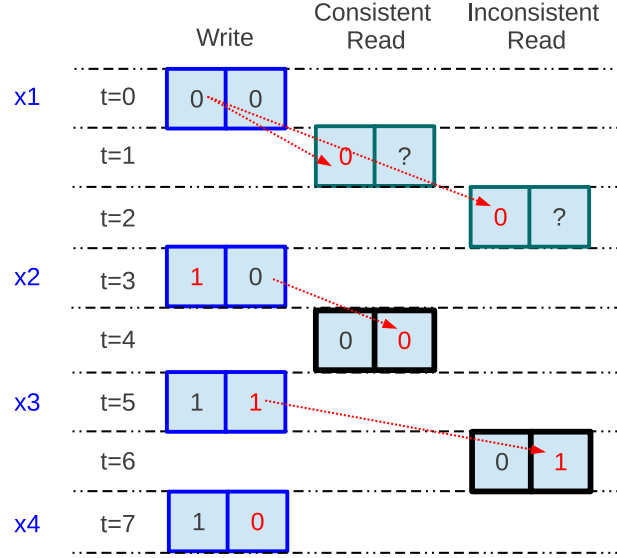 Write Consistent Read Inconsistent Read
x1 t=0 0 0
t=1 0 ?
t=2 0 ?
x2 t=3 1 0
t=4 0 0
x3 t=5 1 1
t=6 0 1
x4 t=7 1 0